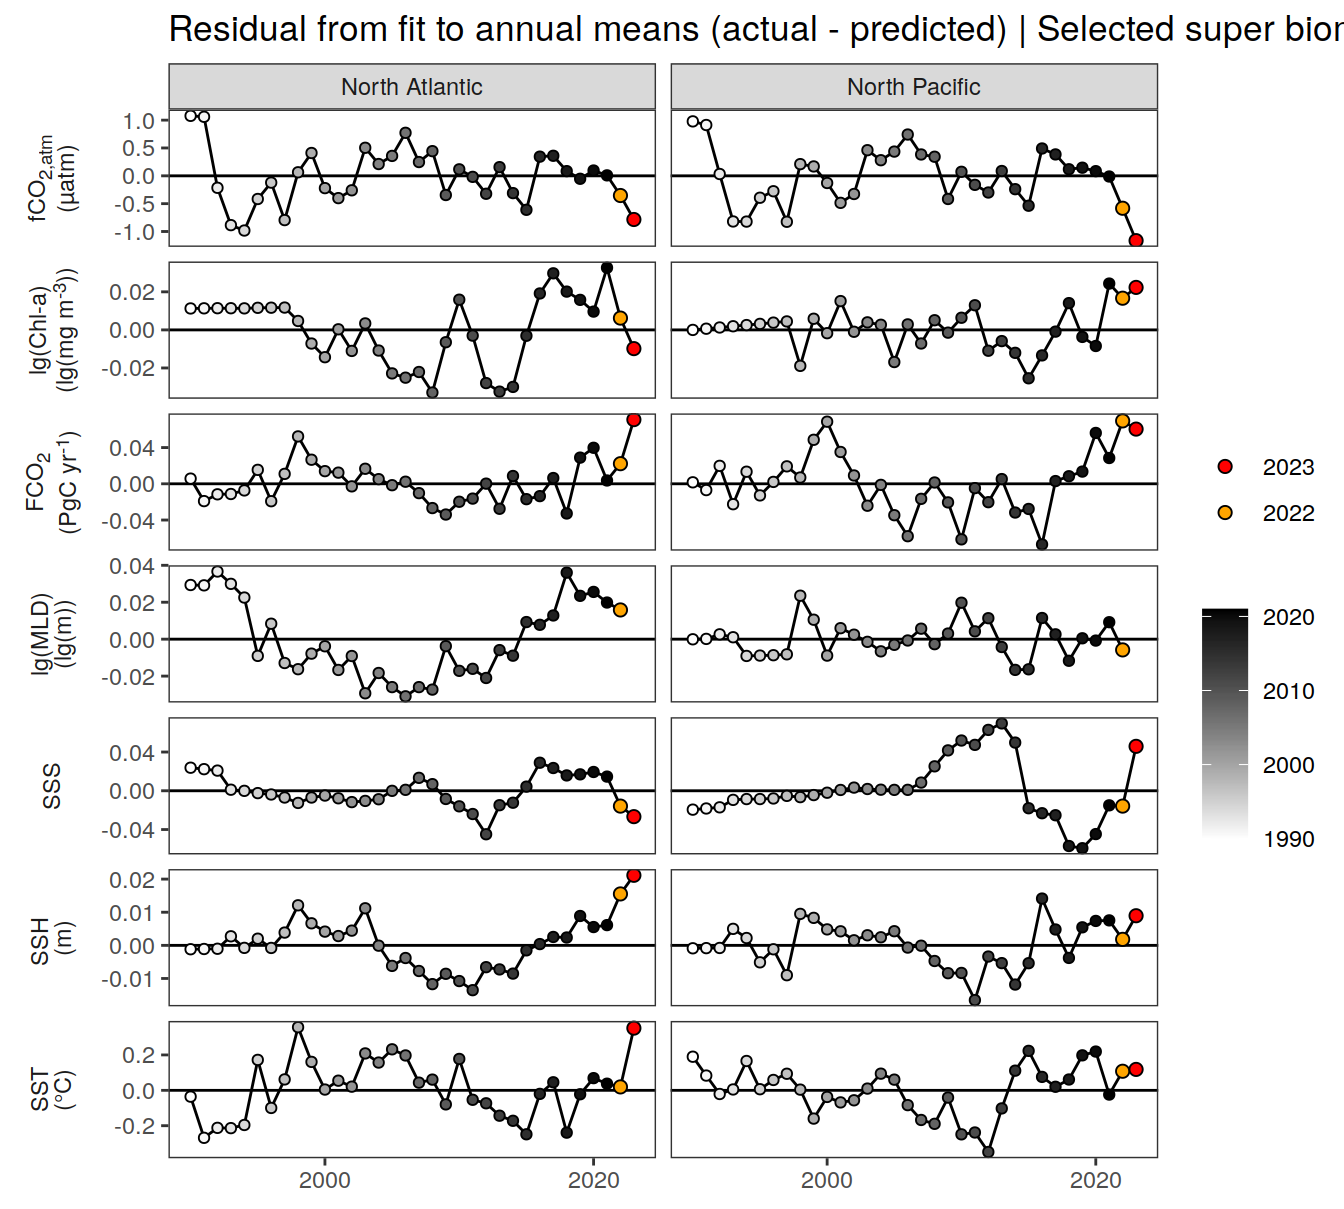 Residual from fit to annual means (actual - predicted) | Selected super bion
North Atlantic
North Pacific
fCO2,atm
(µatm)
1.0
0.5
0.0
-0.5
-1.0
lg(Chl-a)
(lg(mg m-3))
0.02
0.00
-0.02
FCO2
(PgC yr-1)
0.04
0.00
-0.04
lg(MLD)
(lg(m))
0.04
0.02
0.00
-0.02
SSS
0.04
0.00
-0.04
SSH
(m)
0.02
0.01
0.00
-0.01
SST
(°C)
0.2
0.0
-0.2
2000
2020
2000
2020
2023
2022
2020
2010
2000
1990